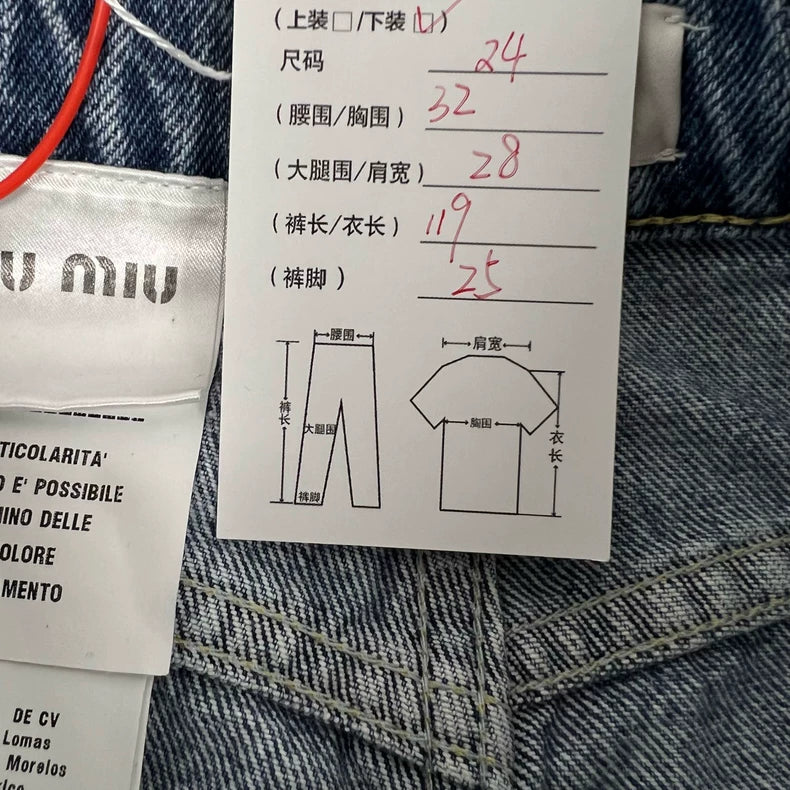 (上装□/下装☑)
尺码 24
(腰围/胸围) 32
(大腿围/肩宽) 28
(裤长/衣长) 119
(裤脚) 25
腰围
裤长
大腿围
裤脚
肩宽
胸围
衣长
U MIU
TICOLARITA'
E' POSSIBILE
DELLE
OLORE
MENTO
DE CV
Lomas
Morelos